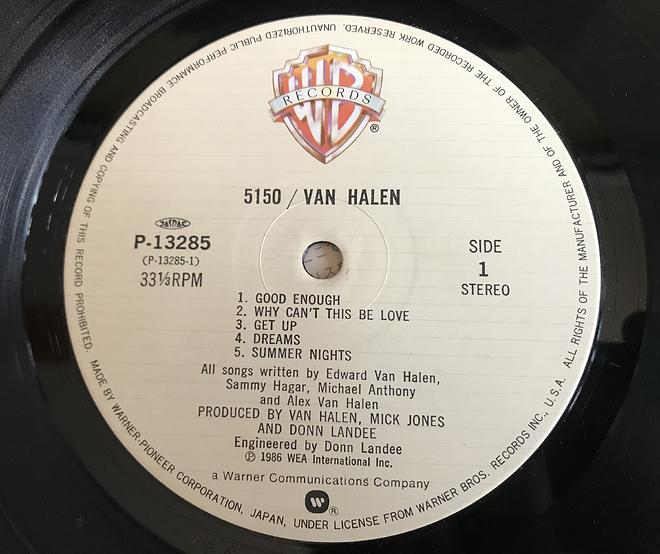 WB
RECORDS
®
5150 / VAN HALEN
JASRAC
P-13285
(P-13285-1)
33⅓RPM
SIDE
1
STEREO
1. GOOD ENOUGH
2. WHY CAN'T THIS BE LOVE
3. GET UP
4. DREAMS
5. SUMMER NIGHTS
All songs written by Edward Van Halen,
Sammy Hagar, Michael Anthony
and Alex Van Halen
PRODUCED BY VAN HALEN, MICK JONES
AND DONN LANDEE
Engineered by Donn Landee
℗ 1986 WEA International Inc.
a Warner Communications Company
®
MADE BY WARNER-PIONEER CORPORATION, JAPAN, UNDER LICENSE FROM WARNER BROS. RECORDS INC., U.S.A. ALL RIGHTS OF THE MANUFACTURER AND OF THE OWNER OF THE RECORDED WORK RESERVED. UNAUTHORIZED PUBLIC PERFORMANCE BROADCASTING AND COPYING OF THIS RECORD PROHIBITED.